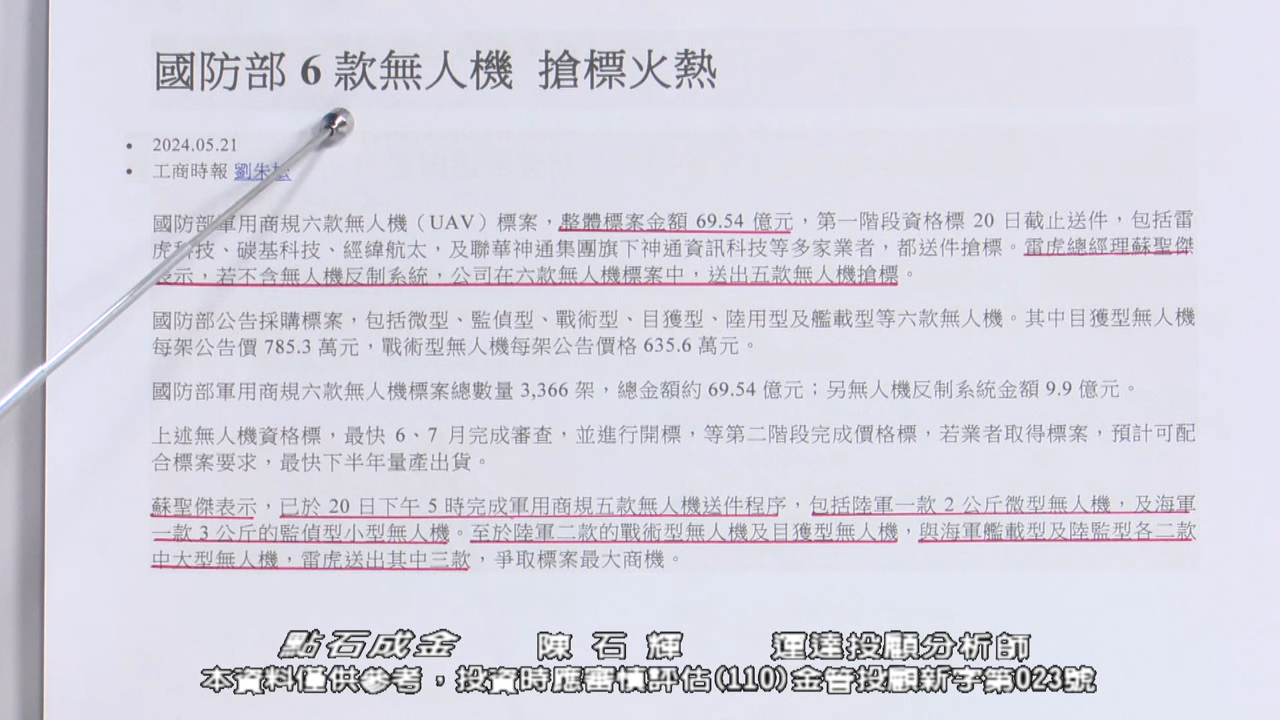 國防部 6 款無人機 搶標火熱
• 2024.05.21
• 工商時報 劉朱
國防部軍用商規六款無人機（UAV）標案，整體標案金額 69.54 億元，第一階段資格標 20 日截止送件，包括雷
虎科技、碳基科技、經緯航太，及聯華神通集團旗下神通資訊科技等多家業者，都送件搶標。雷虎總經理蘇聖傑
表示，若不含無人機反制系統，公司在六款無人機標案中，送出五款無人機搶標。
國防部公告採購標案，包括微型、監偵型、戰術型、目獲型、陸用型及艦載型等六款無人機。其中目獲型無人機
每架公告價 785.3 萬元，戰術型無人機每架公告價格 635.6 萬元。
國防部軍用商規六款無人機標案總數量 3,366 架，總金額約 69.54 億元；另無人機反制系統金額 9.9 億元。
上述無人機資格標，最快 6、7 月完成審查，並進行開標，等第二階段完成價格標，若業者取得標案，預計可配
合標案要求，最快下半年量產出貨。
蘇聖傑表示，已於 20 日下午 5 時完成軍用商規五款無人機送件程序，包括陸軍一款 2 公斤微型無人機，及海軍
一款 3 公斤的監偵型小型無人機。至於陸軍二款的戰術型無人機及目獲型無人機，與海軍艦載型及陸監型各二款
中大型無人機，雷虎送出其中三款，爭取標案最大商機。
點石成金 陳石輝 運達投顧分析師
本資料僅供參考，投資時應審慎評估(110)金管投顧新字第023號